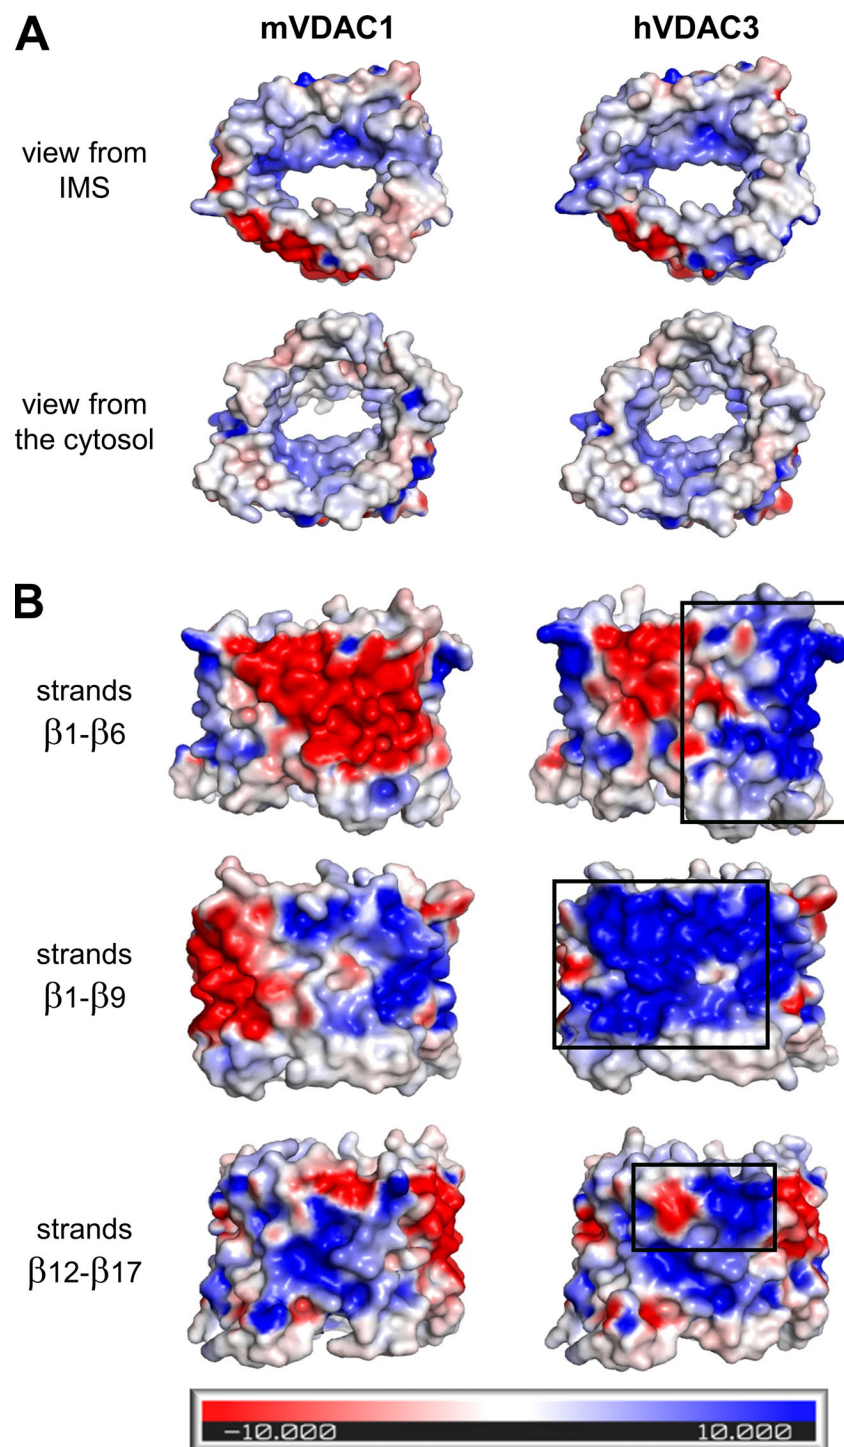 A
mVDAC1
hVDAC3
view from
IMS
view from
the cytosol
B
strands
β1-β6
strands
β1-β9
strands
β12-β17
-10.000
10.000